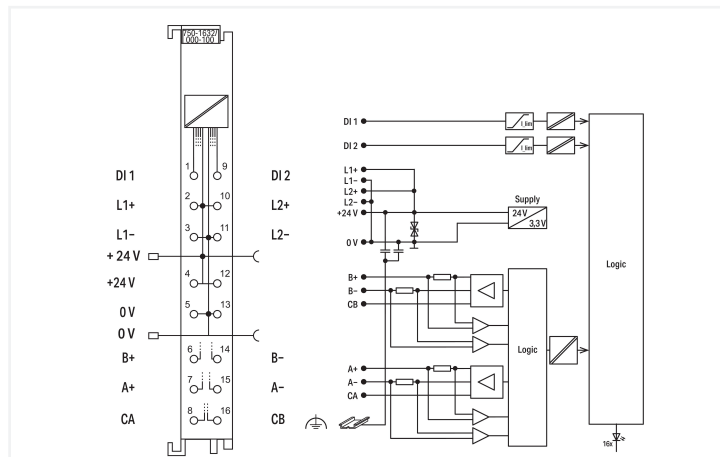 750-1632/
000-100
1
9
DI 1
DI 2
2
10
L1+
L2+
3
11
L1−
L2−
+ 24 V
4
12
+24 V
5
13
0 V
0 V
6
14
B+
B−
7
15
A+
A−
8
16
CA
CB
DI 1
I_lim
DI 2
I_lim
L1+
L1−
L2+
L2−
+24 V
0 V
Supply
24 V
3,3 V
B+
B−
CB
A+
A−
CA
Logic
Logic
16x